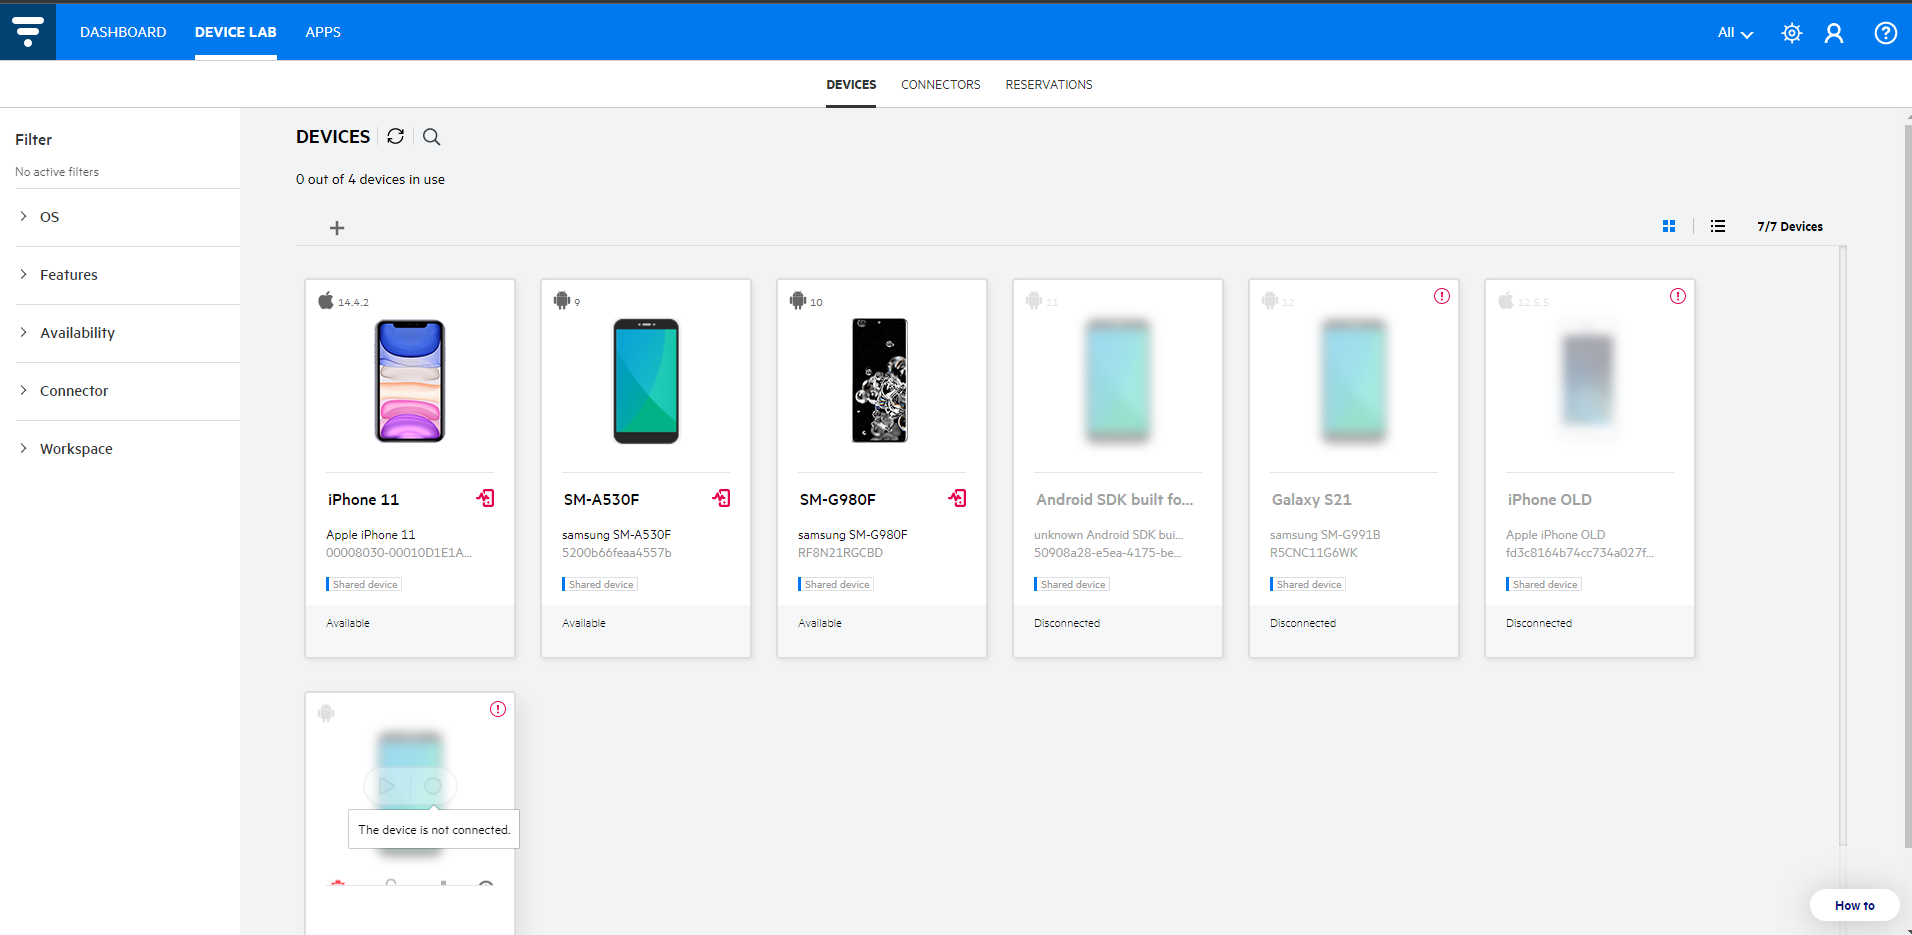 DASHBOARD DEVICE LAB APPS All
DEVICES CONNECTORS RESERVATIONS
Filter
No active filters
OS
Features
Availability
Connector
Workspace
DEVICES
0 out of 4 devices in use
7/7 Devices
14.4.2
iPhone 11
Apple iPhone 11
00008030-00010D1E1A...
Shared device
Available
9
SM-A530F
samsung SM-A530F
5200b66feaa4557b
Shared device
Available
10
SM-G980F
samsung SM-G980F
RF8N21RGCBD
Shared device
Available
11
Android SDK built fo...
unknown Android SDK bui...
50908a28-e5ea-4175-be...
Shared device
Disconnected
12
Galaxy S21
samsung SM-G991B
R5CNC11G6WK
Shared device
Disconnected
12.5.5
iPhone OLD
Apple iPhone OLD
fd3c8164b74cc734a027f...
Shared device
Disconnected
The device is not connected.
How to